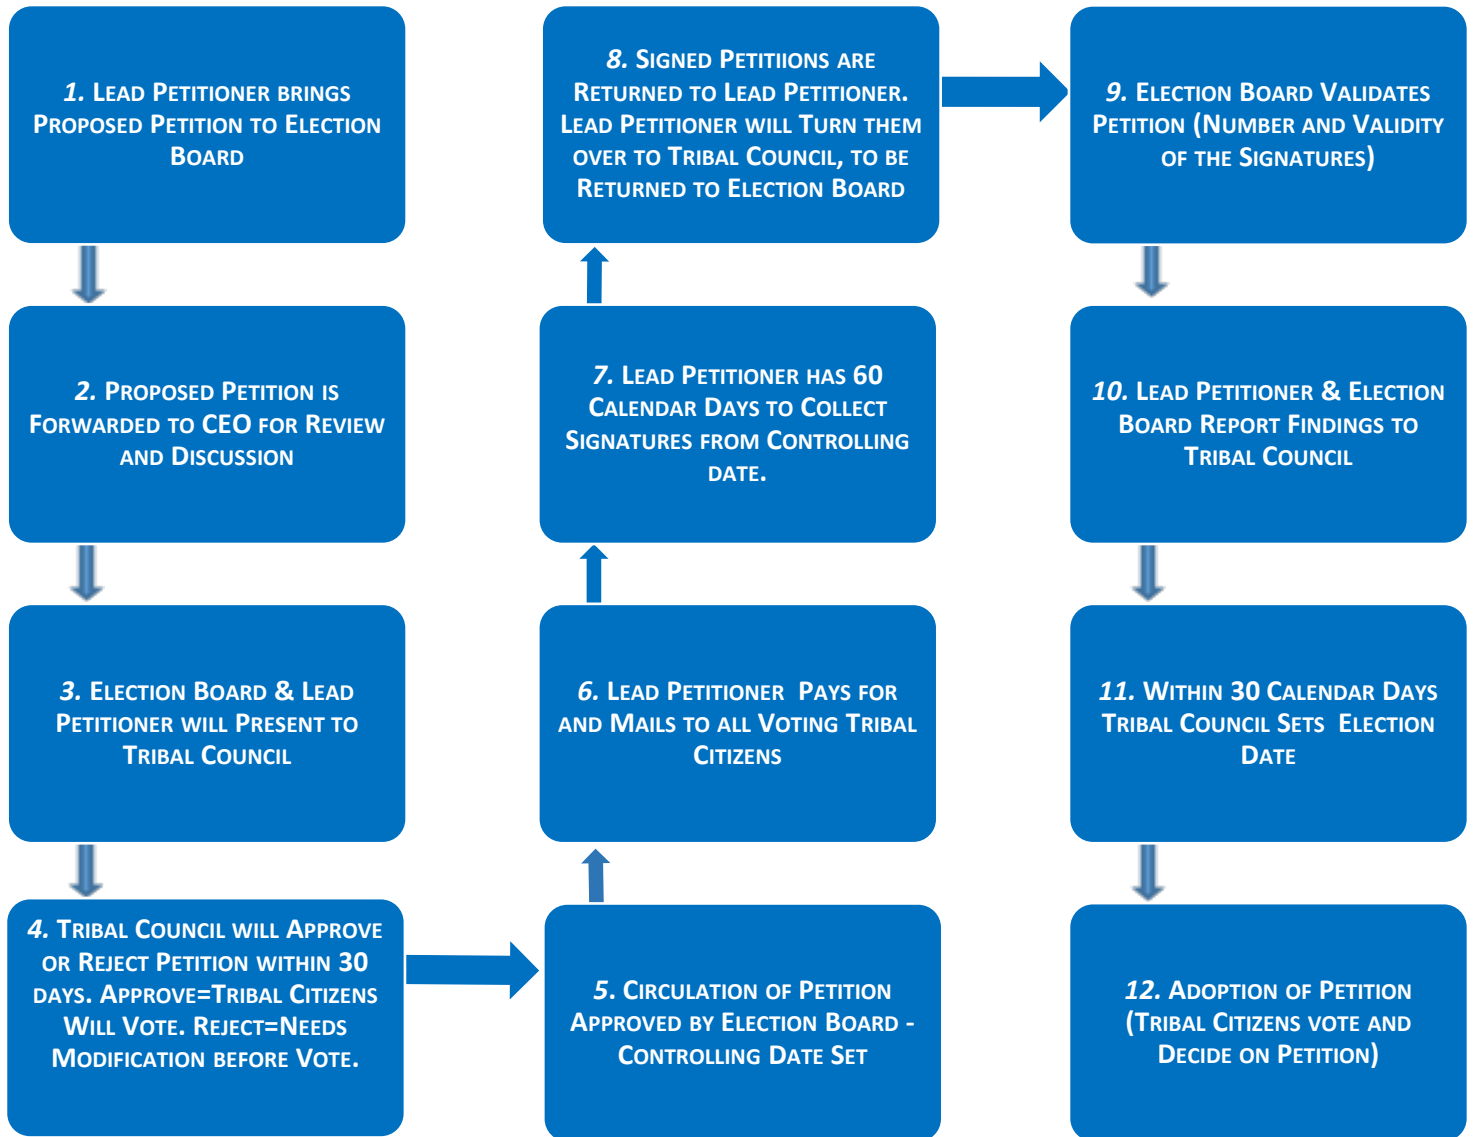 1. Lead Petitioner brings
Proposed Petition to Election
Board
2. Proposed Petition is
Forwarded to CEO for Review
and Discussion
3. Election Board & Lead
Petitioner will Present to
Tribal Council
4. Tribal Council will Approve
or Reject Petition within 30
days. Approve=Tribal Citizens
Will Vote. Reject=Needs
Modification before Vote.
5. Circulation of Petition
Approved by Election Board -
Controlling Date Set
6. Lead Petitioner Pays for
and Mails to all Voting Tribal
Citizens
7. Lead Petitioner has 60
Calendar Days to Collect
Signatures from Controlling
date.
8. Signed Petitiions are
Returned to Lead Petitioner.
Lead Petitioner will Turn them
over to Tribal Council, to be
Returned to Election Board
9. Election Board Validates
Petition (Number and Validity
of the Signatures)
10. Lead Petitioner & Election
Board Report Findings to
Tribal Council
11. Within 30 Calendar Days
Tribal Council Sets Election
Date
12. Adoption of Petition
(Tribal Citizens vote and
Decide on Petition)